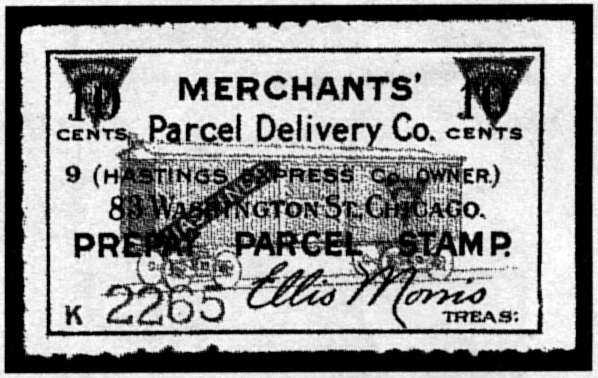 10 MERCHANTS' 10
CENTS Parcel Delivery Co. CENTS
9 (HASTINGS EXPRESS CO. OWNER.)
HASTINGS
83 WASHINGTON ST. CHICAGO.
PREPAY PARCEL STAMP.
K 2265 Ellis Morris
TREAS: